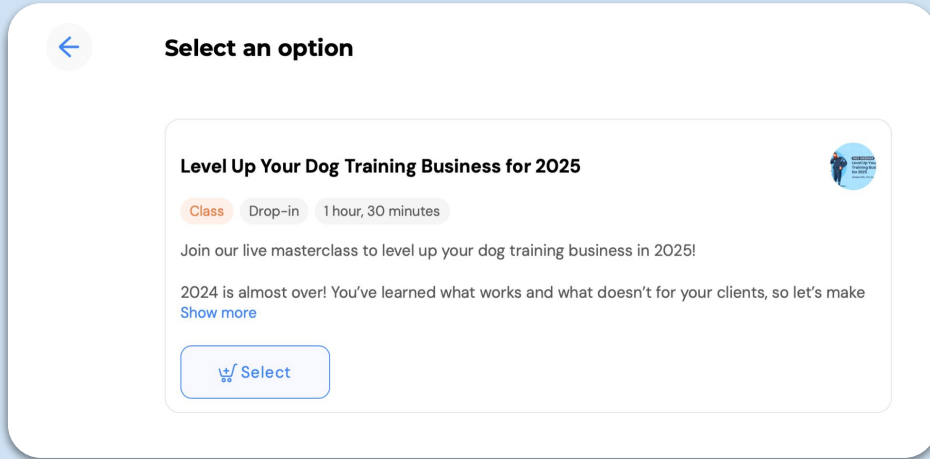 Select an option
Level Up Your Dog Training Business for 2025
Class
Drop-in
1 hour, 30 minutes
Join our live masterclass to level up your dog training business in 2025!
2024 is almost over! You've learned what works and what doesn't for your clients, so let's make
Show more
Select